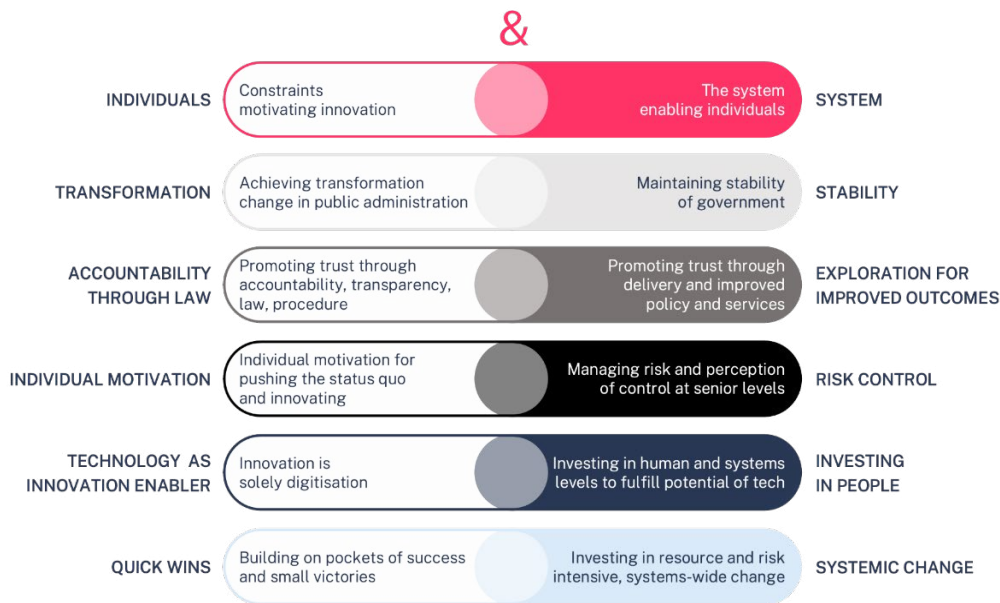 &
INDIVIDUALS
Constraints
motivating innovation
The system
enabling individuals
SYSTEM
TRANSFORMATION
Achieving transformation
change in public administration
Maintaining stability
of government
STABILITY
ACCOUNTABILITY
THROUGH LAW
Promoting trust through
accountability, transparency,
law, procedure
Promoting trust through
delivery and improved
policy and services
EXPLORATION FOR
IMPROVED OUTCOMES
INDIVIDUAL MOTIVATION
Individual motivation for
pushing the status quo
and innovating
Managing risk and perception
of control at senior levels
RISK CONTROL
TECHNOLOGY AS
INNOVATION ENABLER
Innovation is
solely digitisation
Investing in human and systems
levels to fulfill potential of tech
INVESTING
IN PEOPLE
QUICK WINS
Building on pockets of success
and small victories
Investing in resource and risk
intensive, systems-wide change
SYSTEMIC CHANGE